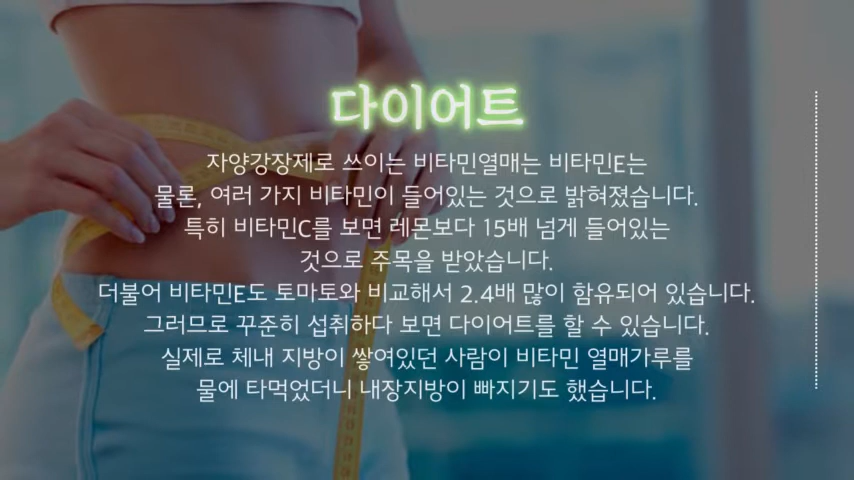 다이어트
자양강장제로 쓰이는 비타민열매는 비타민E는
물론, 여러 가지 비타민이 들어있는 것으로 밝혀졌습니다.
특히 비타민C를 보면 레몬보다 15배 넘게 들어있는
것으로 주목을 받았습니다.
더불어 비타민E도 토마토와 비교해서 2.4배 많이 함유되어 있습니다.
그러므로 꾸준히 섭취하다 보면 다이어트를 할 수 있습니다.
실제로 체내 지방이 쌓여있던 사람이 비타민 열매가루를
물에 타먹었더니 내장지방이 빠지기도 했습니다.